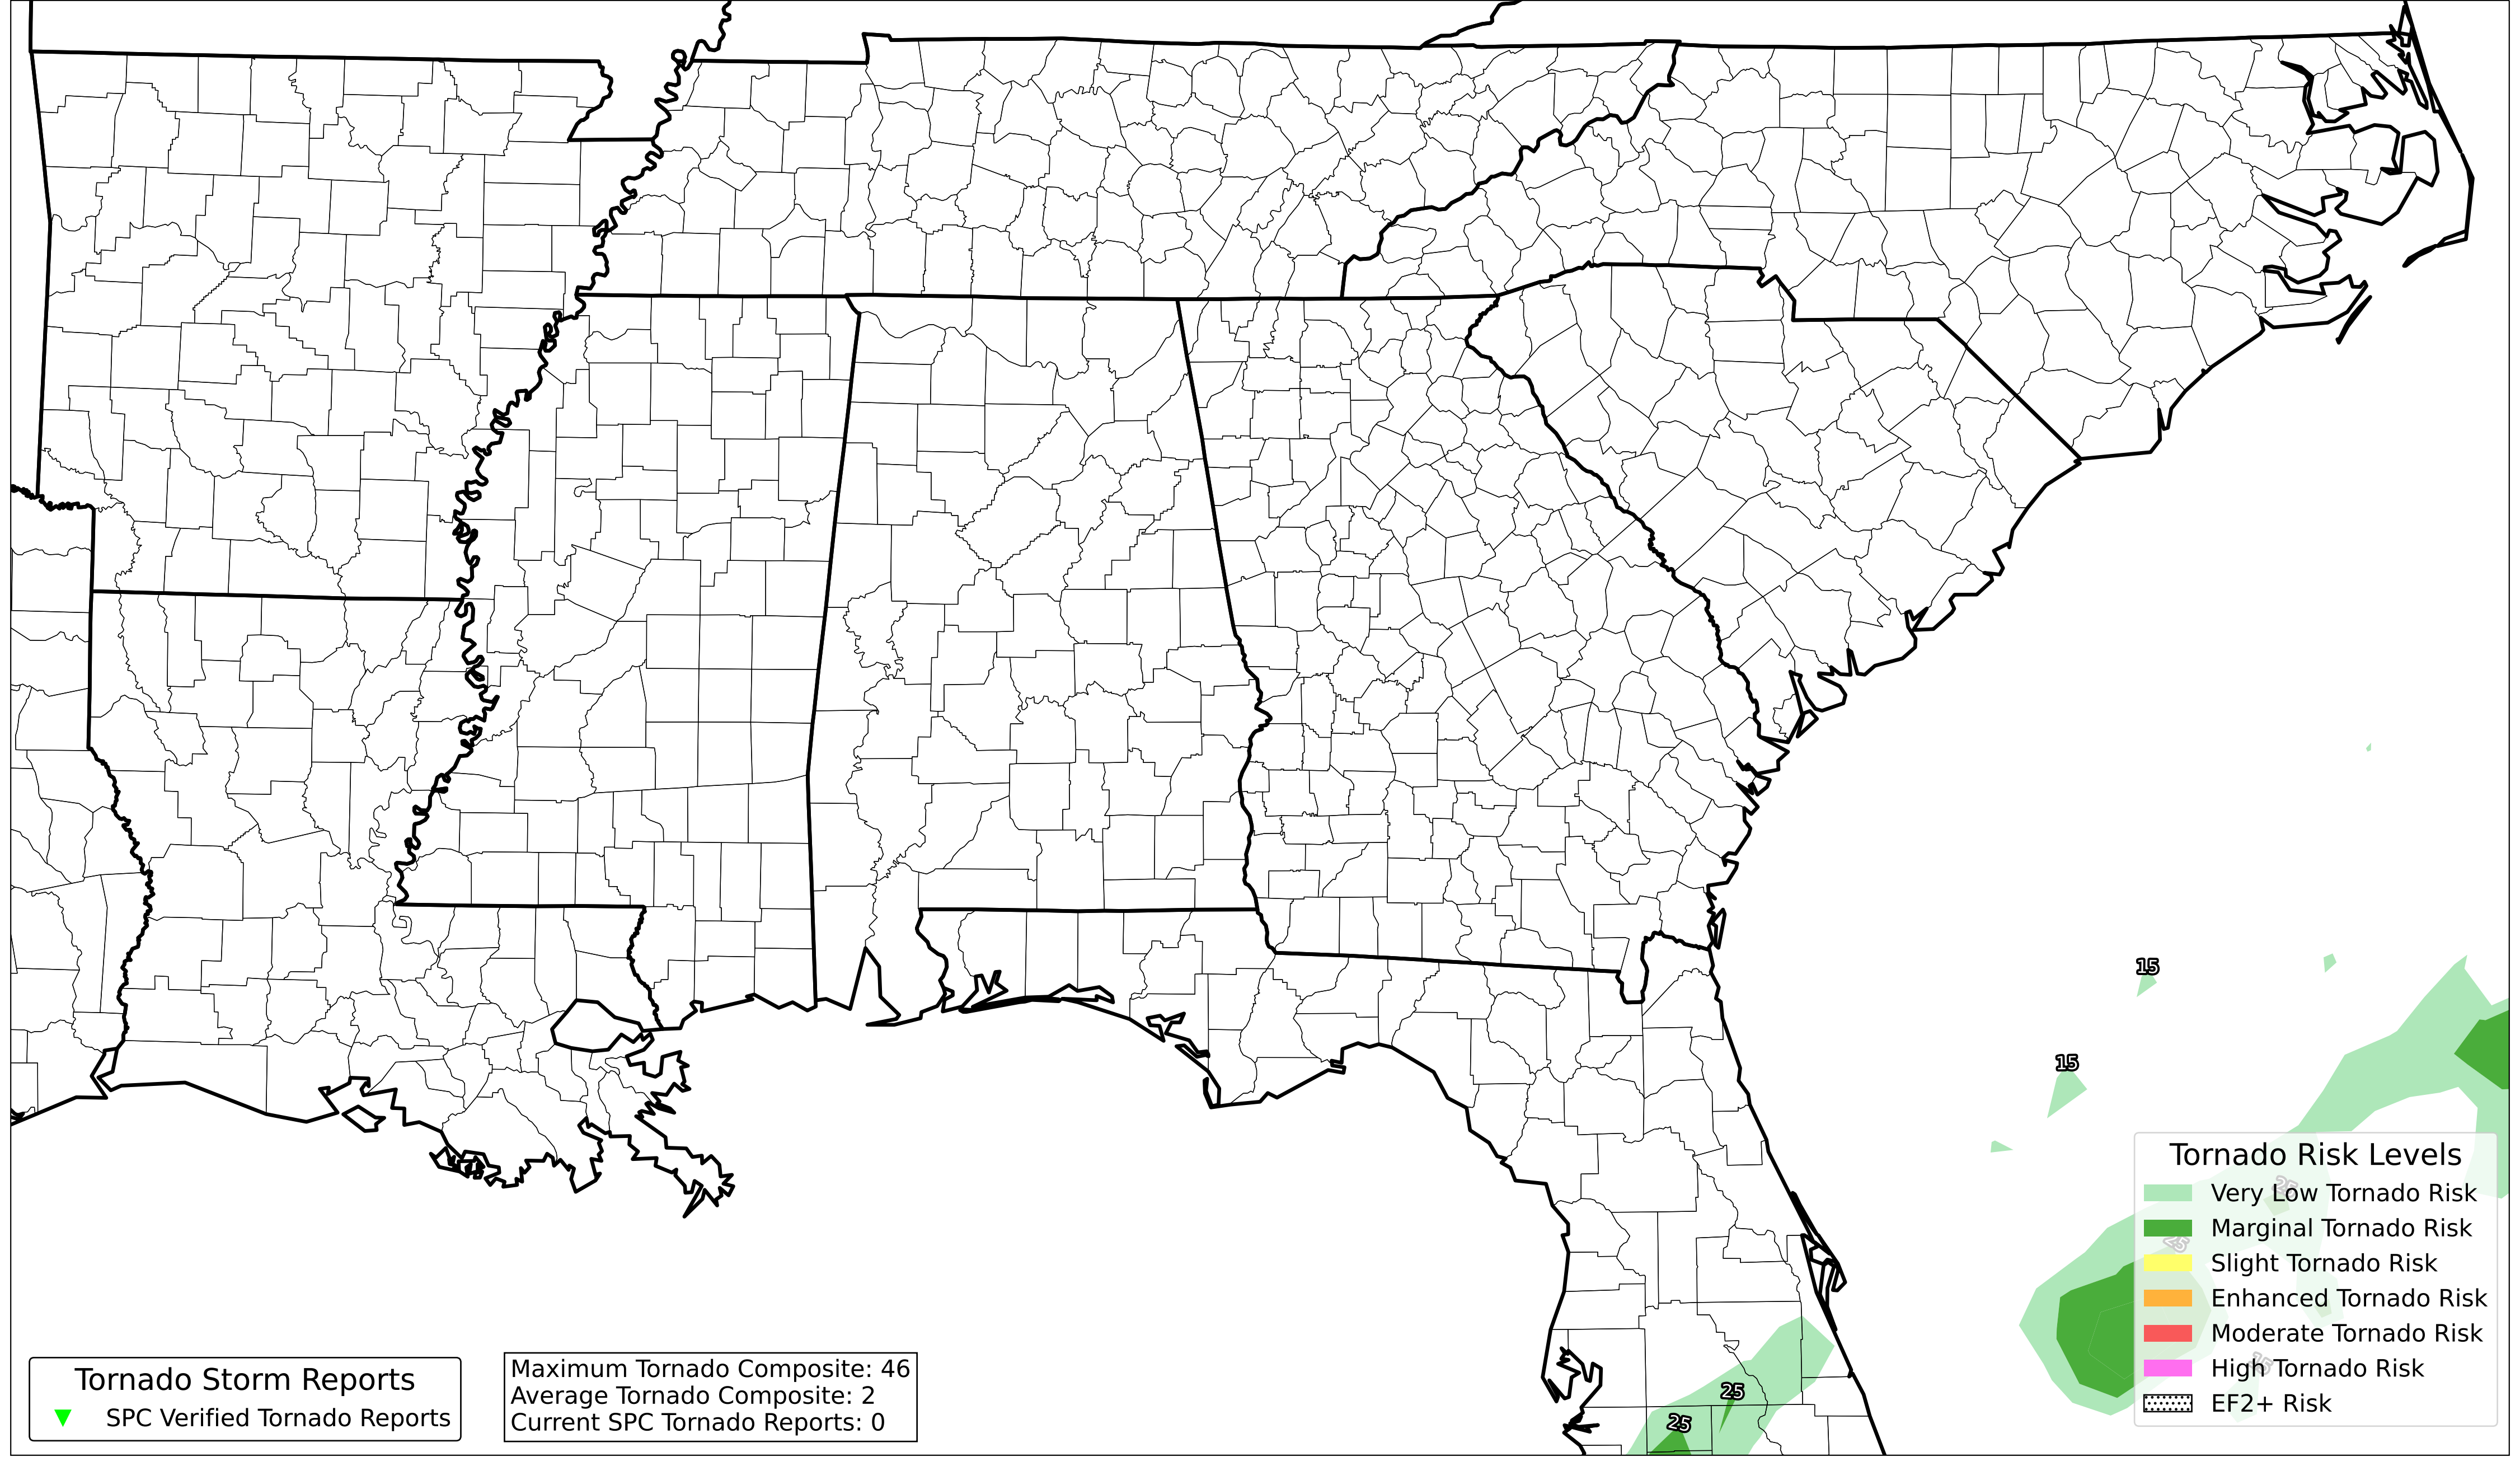 15
15
25
Tornado Risk Levels
Very Low Tornado Risk
Marginal Tornado Risk
25
Slight Tornado Risk
Enhanced Tornado Risk
Moderate Tornado Risk
High Tornado Risk
EF2+ Risk
25
25
Tornado Storm Reports
SPC Verified Tornado Reports
Maximum Tornado Composite: 46
Average Tornado Composite: 2
Current SPC Tornado Reports: 0